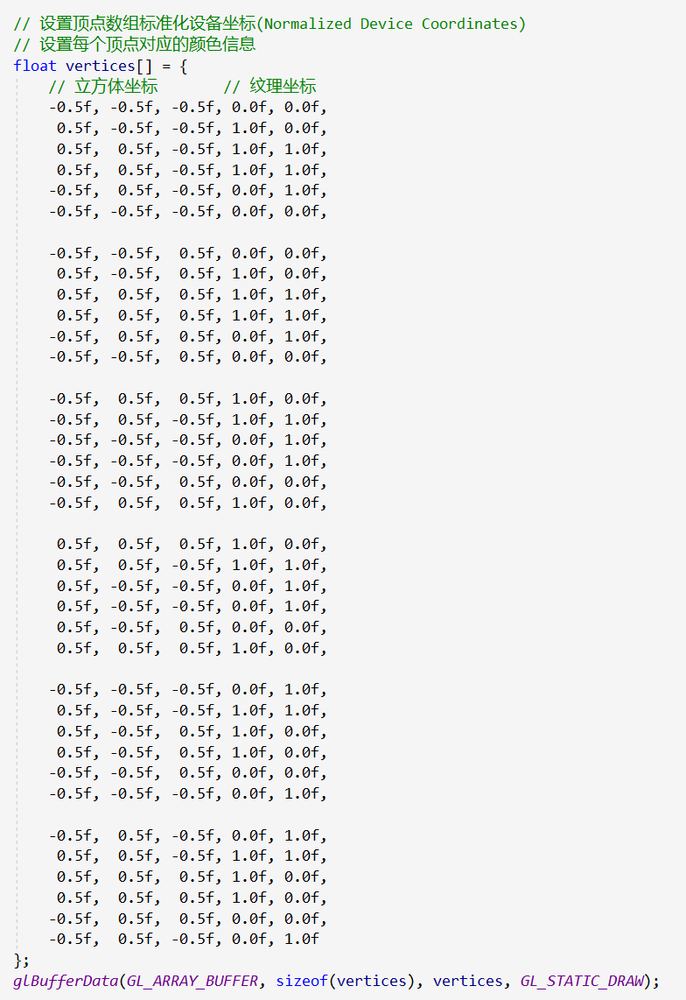 // 设置顶点数组标准化设备坐标(Normalized Device Coordinates)
// 设置每个顶点对应的颜色信息
float vertices[] = {
    // 立方体坐标       // 纹理坐标
    -0.5f, -0.5f, -0.5f, 0.0f, 0.0f,
     0.5f, -0.5f, -0.5f, 1.0f, 0.0f,
     0.5f,  0.5f, -0.5f, 1.0f, 1.0f,
     0.5f,  0.5f, -0.5f, 1.0f, 1.0f,
    -0.5f,  0.5f, -0.5f, 0.0f, 1.0f,
    -0.5f, -0.5f, -0.5f, 0.0f, 0.0f,

    -0.5f, -0.5f,  0.5f, 0.0f, 0.0f,
     0.5f, -0.5f,  0.5f, 1.0f, 0.0f,
     0.5f,  0.5f,  0.5f, 1.0f, 1.0f,
     0.5f,  0.5f,  0.5f, 1.0f, 1.0f,
    -0.5f,  0.5f,  0.5f, 0.0f, 1.0f,
    -0.5f, -0.5f,  0.5f, 0.0f, 0.0f,

    -0.5f,  0.5f,  0.5f, 1.0f, 0.0f,
    -0.5f,  0.5f, -0.5f, 1.0f, 1.0f,
    -0.5f, -0.5f, -0.5f, 0.0f, 1.0f,
    -0.5f, -0.5f, -0.5f, 0.0f, 1.0f,
    -0.5f, -0.5f,  0.5f, 0.0f, 0.0f,
    -0.5f,  0.5f,  0.5f, 1.0f, 0.0f,

     0.5f,  0.5f,  0.5f, 1.0f, 0.0f,
     0.5f,  0.5f, -0.5f, 1.0f, 1.0f,
     0.5f, -0.5f, -0.5f, 0.0f, 1.0f,
     0.5f, -0.5f, -0.5f, 0.0f, 1.0f,
     0.5f, -0.5f,  0.5f, 0.0f, 0.0f,
     0.5f,  0.5f,  0.5f, 1.0f, 0.0f,

    -0.5f, -0.5f, -0.5f, 0.0f, 1.0f,
     0.5f, -0.5f, -0.5f, 1.0f, 1.0f,
     0.5f, -0.5f,  0.5f, 1.0f, 0.0f,
     0.5f, -0.5f,  0.5f, 1.0f, 0.0f,
    -0.5f, -0.5f,  0.5f, 0.0f, 0.0f,
    -0.5f, -0.5f, -0.5f, 0.0f, 1.0f,

    -0.5f,  0.5f, -0.5f, 0.0f, 1.0f,
     0.5f,  0.5f, -0.5f, 1.0f, 1.0f,
     0.5f,  0.5f,  0.5f, 1.0f, 0.0f,
     0.5f,  0.5f,  0.5f, 1.0f, 0.0f,
    -0.5f,  0.5f,  0.5f, 0.0f, 0.0f,
    -0.5f,  0.5f, -0.5f, 0.0f, 1.0f
};
glBufferData(GL_ARRAY_BUFFER, sizeof(vertices), vertices, GL_STATIC_DRAW);